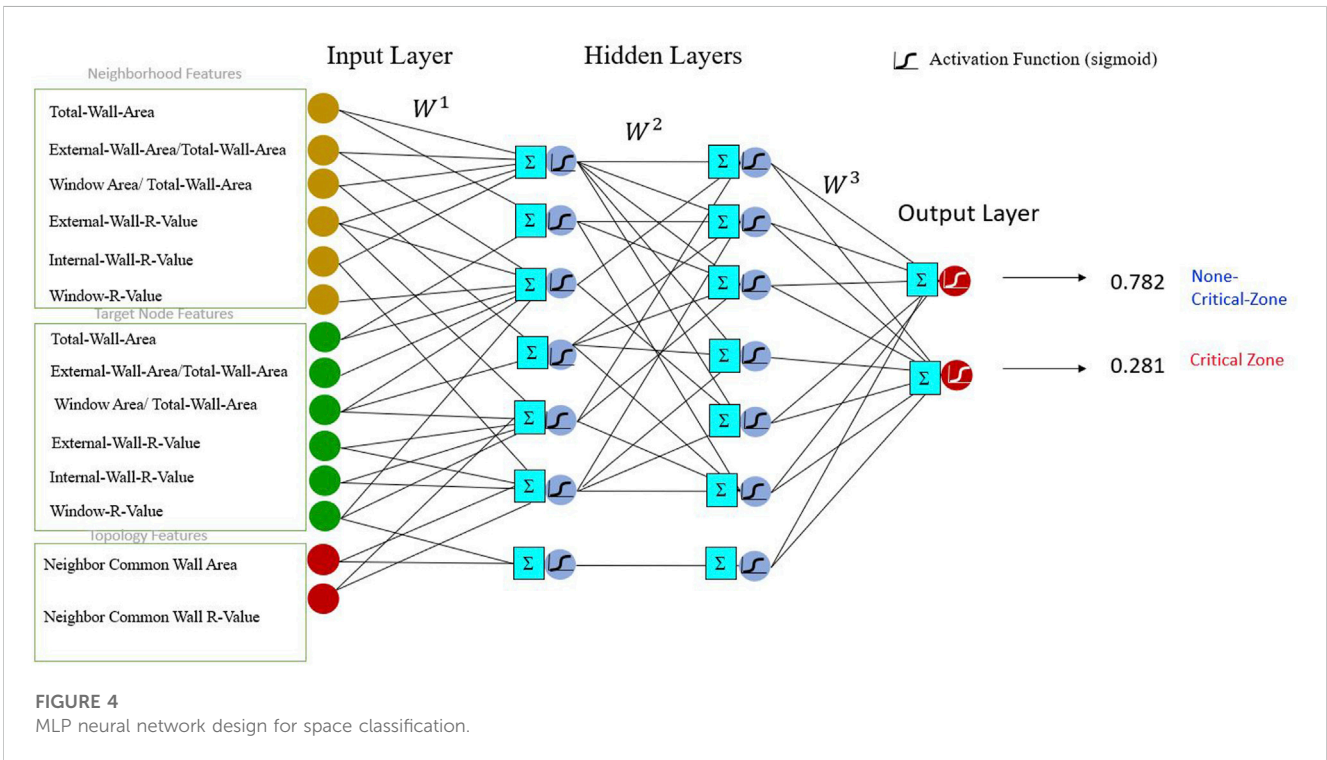 Input Layer
Hidden Layers
Activation Function (sigmoid)
Neighborhood Features
Total-Wall-Area
External-Wall-Area/Total-Wall-Area
Window Area/ Total-Wall-Area
External-Wall-R-Value
Internal-Wall-R-Value
Window-R-Value
Target Node Features
Total-Wall-Area
External-Wall-Area/Total-Wall-Area
Window Area/ Total-Wall-Area
External-Wall-R-Value
Internal-Wall-R-Value
Window-R-Value
Topology Features
Neighbor Common Wall Area
Neighbor Common Wall R-Value
W¹
W²
W³
Σ
Σ
Σ
Σ
Σ
Σ
Σ
Σ
Σ
Σ
Σ
Σ
Σ
Σ
Output Layer
Σ
Σ
0.782
None-
Critical-Zone
0.281
Critical Zone
FIGURE 4
MLP neural network design for space classification.